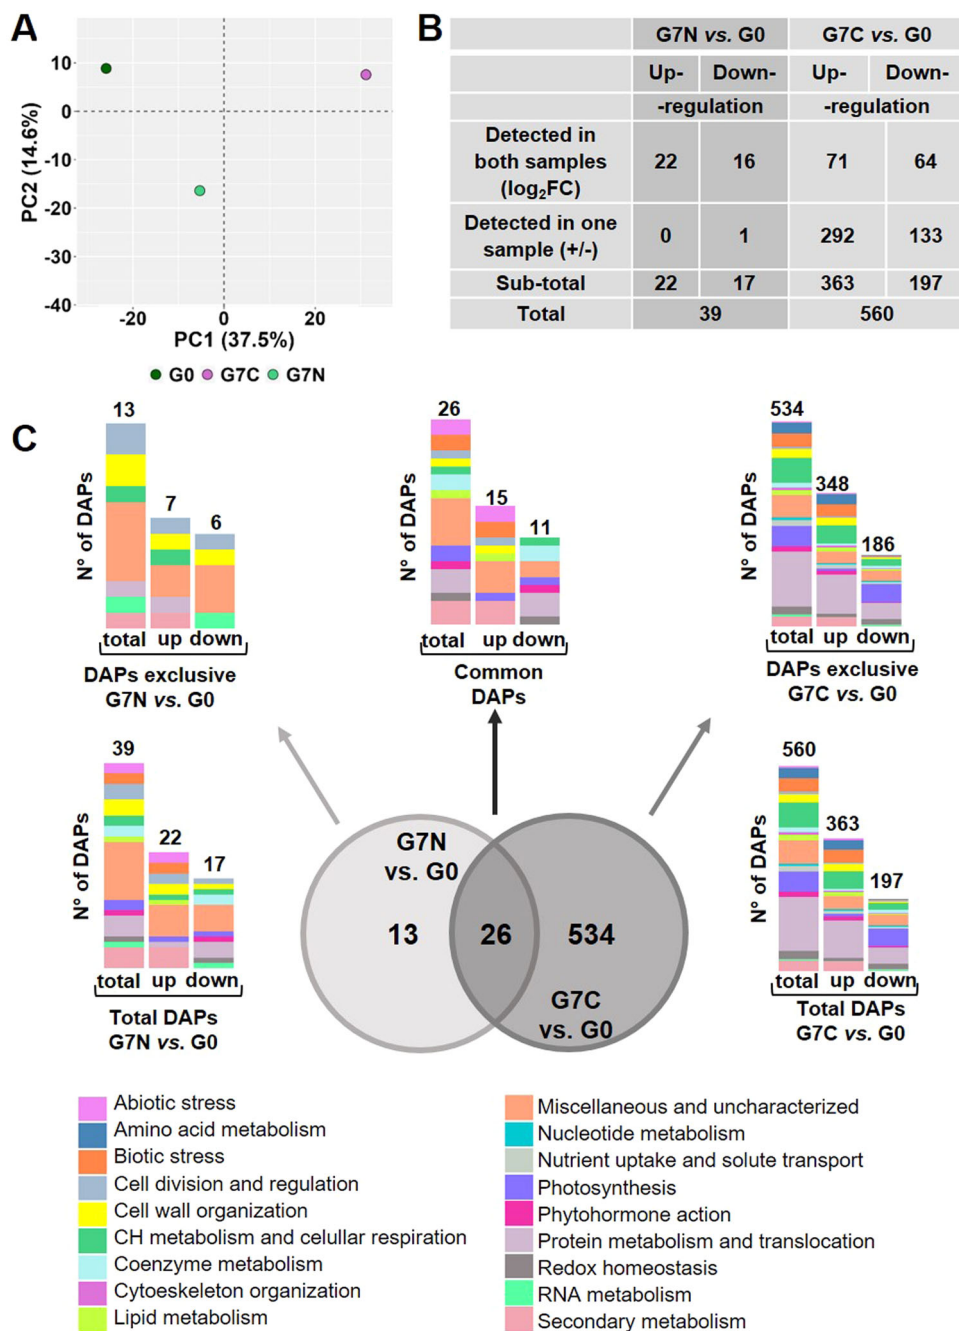 A
PC2 (14.6%)
10
0
-10
-20
-30
-40
-20
0
20
PC1 (37.5%)
G0 G7C G7N
B
G7N vs. G0 G7C vs. G0
Up- Down- Up- Down-
-regulation -regulation
Detected in
both samples
(log2FC)
22 16 71 64
Detected in one
sample (+/-)
0 1 292 133
Sub-total 22 17 363 197
Total 39 560
C
N° of DAPs
13
7
6
total up down
DAPs exclusive
G7N vs. G0
N° of DAPs
26
15
11
total up down
Common
DAPs
N° of DAPs
534
348
186
total up down
DAPs exclusive
G7C vs. G0
N° of DAPs
39
22
17
total up down
Total DAPs
G7N vs. G0
G7N
vs. G0
13 26 534
G7C
vs. G0
N° of DAPs
560
363
197
total up down
Total DAPs
G7C vs. G0
Abiotic stress
Amino acid metabolism
Biotic stress
Cell division and regulation
Cell wall organization
CH metabolism and celullar respiration
Coenzyme metabolism
Cytoeskeleton organization
Lipid metabolism
Miscellaneous and uncharacterized
Nucleotide metabolism
Nutrient uptake and solute transport
Photosynthesis
Phytohormone action
Protein metabolism and translocation
Redox homeostasis
RNA metabolism
Secondary metabolism